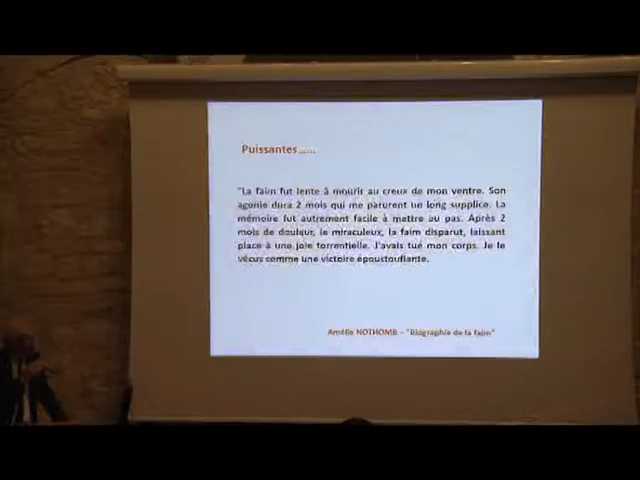 Puissantes......
"La faim fut lente à mourir au creux de mon ventre. Son
agonie dura 2 mois qui me parurent un long supplice. La
mémoire fut autrement facile à mettre au pas. Après 2
mois de douleur, le miraculeux, la faim disparut, laissant
place à une joie torrentielle. J'avais tué mon corps. Je le
vécus comme une victoire époustouflante.
Amélie NOTHOMB – "Biographie de la faim"